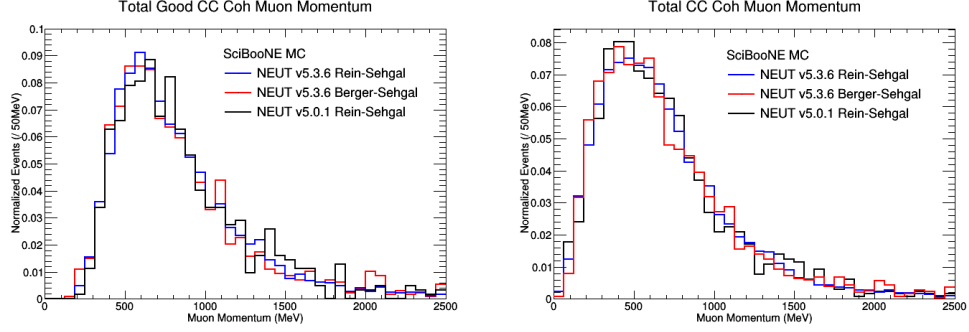 Total Good CC Coh Muon Momentum
Normalized Events (/ 50MeV)
0.1
0.09
0.08
0.07
0.06
0.05
0.04
0.03
0.02
0.01
0
SciBooNE MC
NEUT v5.3.6 Rein-Sehgal
NEUT v5.3.6 Berger-Sehgal
NEUT v5.0.1 Rein-Sehgal
0 500 1000 1500 2000 2500
Muon Momentum (MeV)
Total CC Coh Muon Momentum
Normalized Events (/ 50MeV)
0.08
0.07
0.06
0.05
0.04
0.03
0.02
0.01
0
SciBooNE MC
NEUT v5.3.6 Rein-Sehgal
NEUT v5.3.6 Berger-Sehgal
NEUT v5.0.1 Rein-Sehgal
0 500 1000 1500 2000 2500
Muon Momentum (MeV)